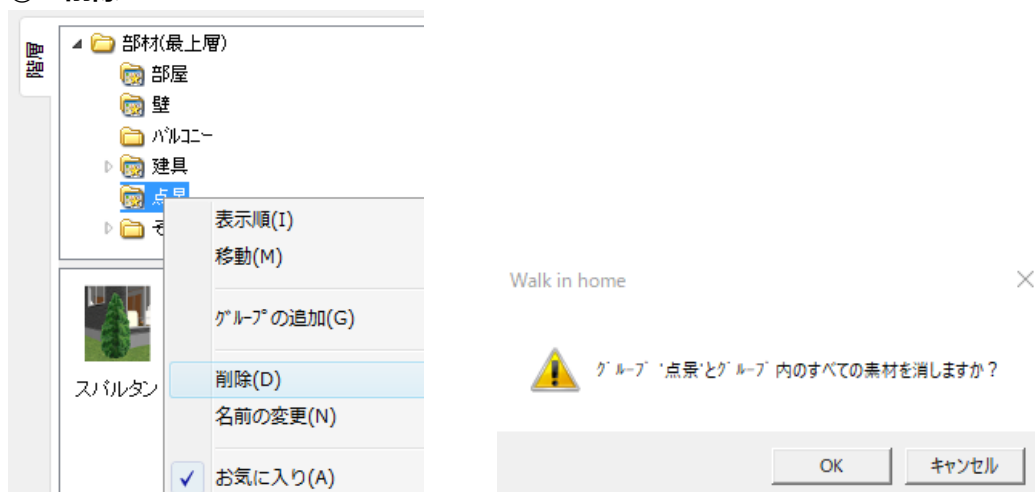 階層
部材(最上層)
部屋
壁
バルコニー
建具
点景
そ
表示順(I)
移動(M)
グループの追加(G)
削除(D)
名前の変更(N)
お気に入り(A)
スパルタン
Walk in home
グループ '点景'とグループ内のすべての素材を消しますか?
OK
キャンセル